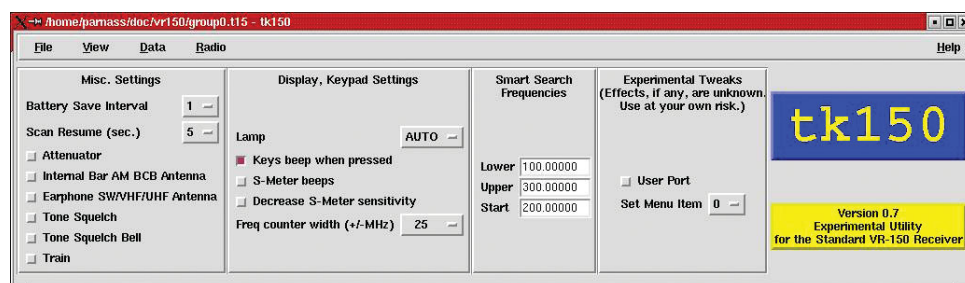 /home/parnass/doc/vr150/group0.t15 - tk150
File View Data Radio Help
Misc. Settings
Battery Save Interval 1
Scan Resume (sec.) 5
Attenuator
Internal Bar AM BCB Antenna
Earphone SW/VHF/UHF Antenna
Tone Squelch
Tone Squelch Bell
Train
Display, Keypad Settings
Lamp AUTO
Keys beep when pressed
S-Meter beeps
Decrease S-Meter sensitivity
Freq counter width (+/-MHz) 25
Smart Search
Frequencies
Lower 100.00000
Upper 300.00000
Start 200.00000
Experimental Tweaks
(Effects, if any, are unknown.
Use at your own risk.)
User Port
Set Menu Item 0
tk150
Version 0.7
Experimental Utility
for the Standard VR-150 Receiver